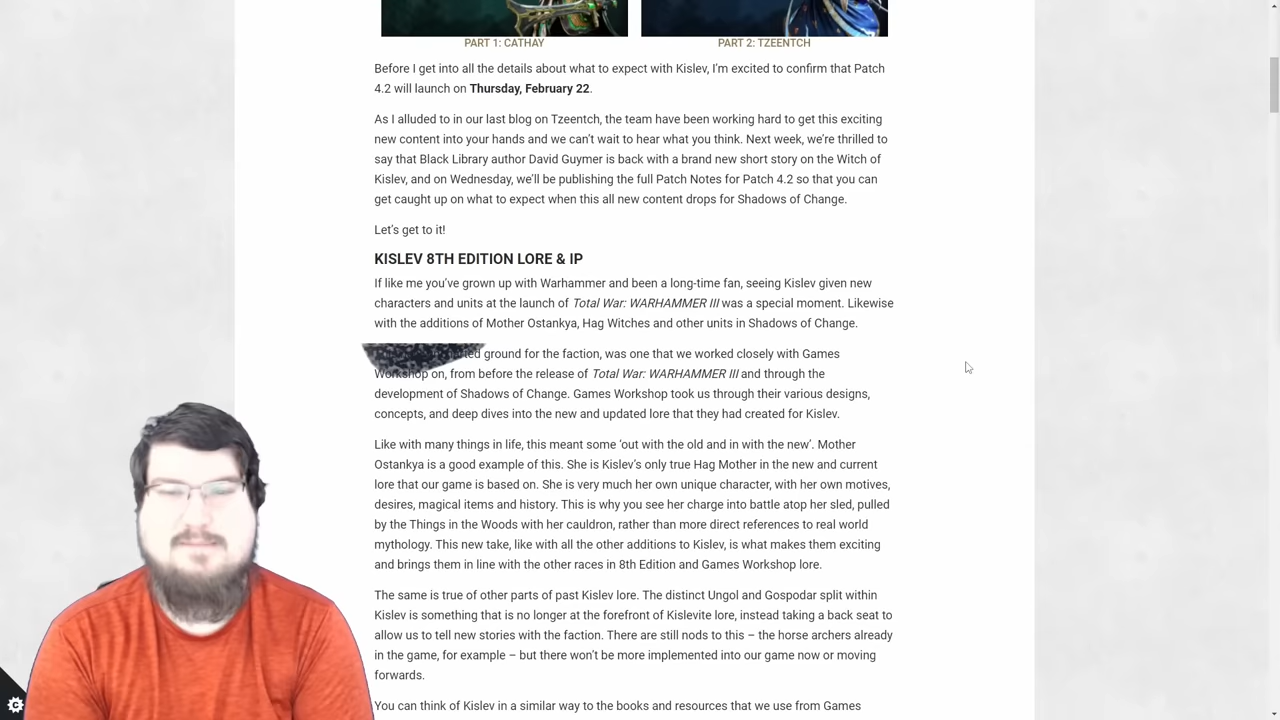 PART 1: CATHAY
PART 2: TZEENTCH
Before I get into all the details about what to expect with Kislev, I’m excited to confirm that Patch
4.2 will launch on Thursday, February 22.
As I alluded to in our last blog on Tzeentch, the team have been working hard to get this exciting
new content into your hands and we can’t wait to hear what you think. Next week, we’re thrilled to
say that Black Library author David Guymer is back with a brand new short story on the Witch of
Kislev, and on Wednesday, we’ll be publishing the full Patch Notes for Patch 4.2 so that you can
get caught up on what to expect when this all new content drops for Shadows of Change.
Let’s get to it!
KISLEV 8TH EDITION LORE & IP
If like me you’ve grown up with Warhammer and been a long-time fan, seeing Kislev given new
characters and units at the launch of Total War: WARHAMMER III was a special moment. Likewise
with the additions of Mother Ostankya, Hag Witches and other units in Shadows of Change.
ground for the faction, was one that we worked closely with Games
Workshop on, from before the release of Total War: WARHAMMER III and through the
development of Shadows of Change. Games Workshop took us through their various designs,
concepts, and deep dives into the new and updated lore that they had created for Kislev.
Like with many things in life, this meant some ‘out with the old and in with the new’. Mother
Ostankya is a good example of this. She is Kislev’s only true Hag Mother in the new and current
lore that our game is based on. She is very much her own unique character, with her own motives,
desires, magical items and history. This is why you see her charge into battle atop her sled, pulled
by the Things in the Woods with her cauldron, rather than more direct references to real world
mythology. This new take, like with all the other additions to Kislev, is what makes them exciting
and brings them in line with the other races in 8th Edition and Games Workshop lore.
The same is true of other parts of past Kislev lore. The distinct Ungol and Gospodar split within
Kislev is something that is no longer at the forefront of Kislevite lore, instead taking a back seat to
allow us to tell new stories with the faction. There are still nods to this – the horse archers already
in the game, for example – but there won’t be more implemented into our game now or moving
forwards.
You can think of Kislev in a similar way to the books and resources that we use from Games